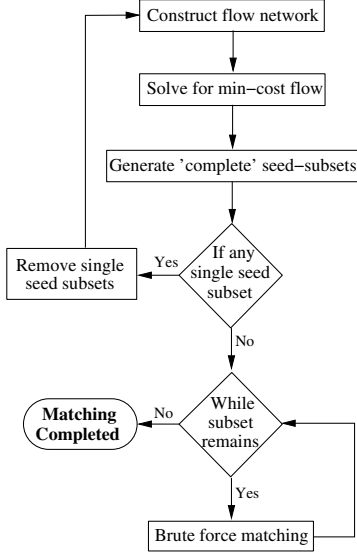 Construct flow network
Solve for min−cost flow
Generate 'complete' seed−subsets
If any
single seed
subset
Yes
Remove single
seed subsets
No
While
subset
remains
No
Matching
Completed
Yes
Brute force matching